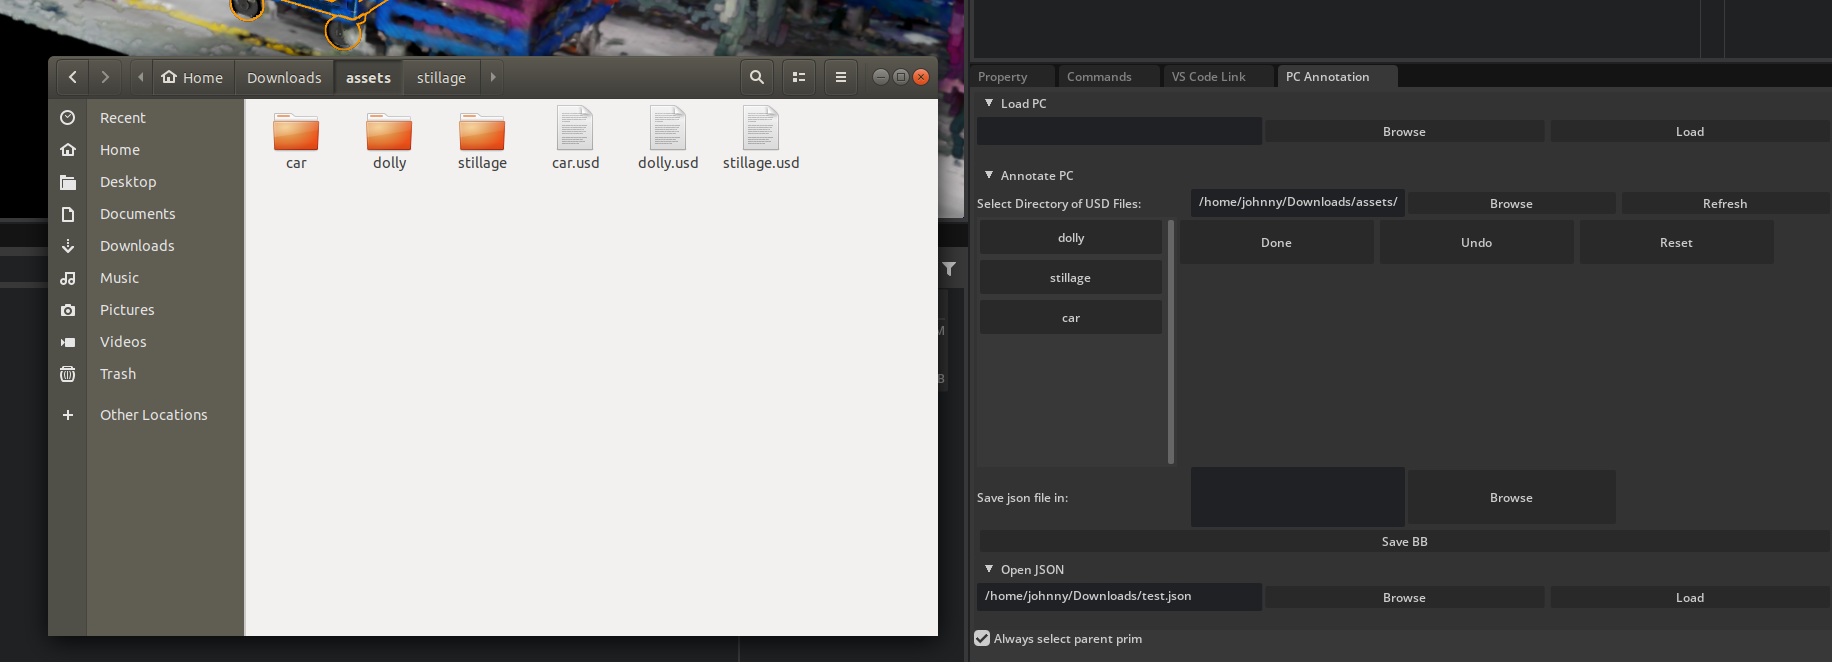 Home Downloads assets stillage
Recent
Home
Desktop
Documents
Downloads
Music
Pictures
Videos
Trash
Other Locations
car dolly stillage car.usd dolly.usd stillage.usd
M
B
Property Commands VS Code Link PC Annotation
Load PC
Browse Load
Annotate PC
Select Directory of USD Files: /home/johnny/Downloads/assets/ Browse Refresh
dolly Done Undo Reset
stillage
car
Save json file in: Browse
Save BB
Open JSON
/home/johnny/Downloads/test.json Browse Load
Always select parent prim